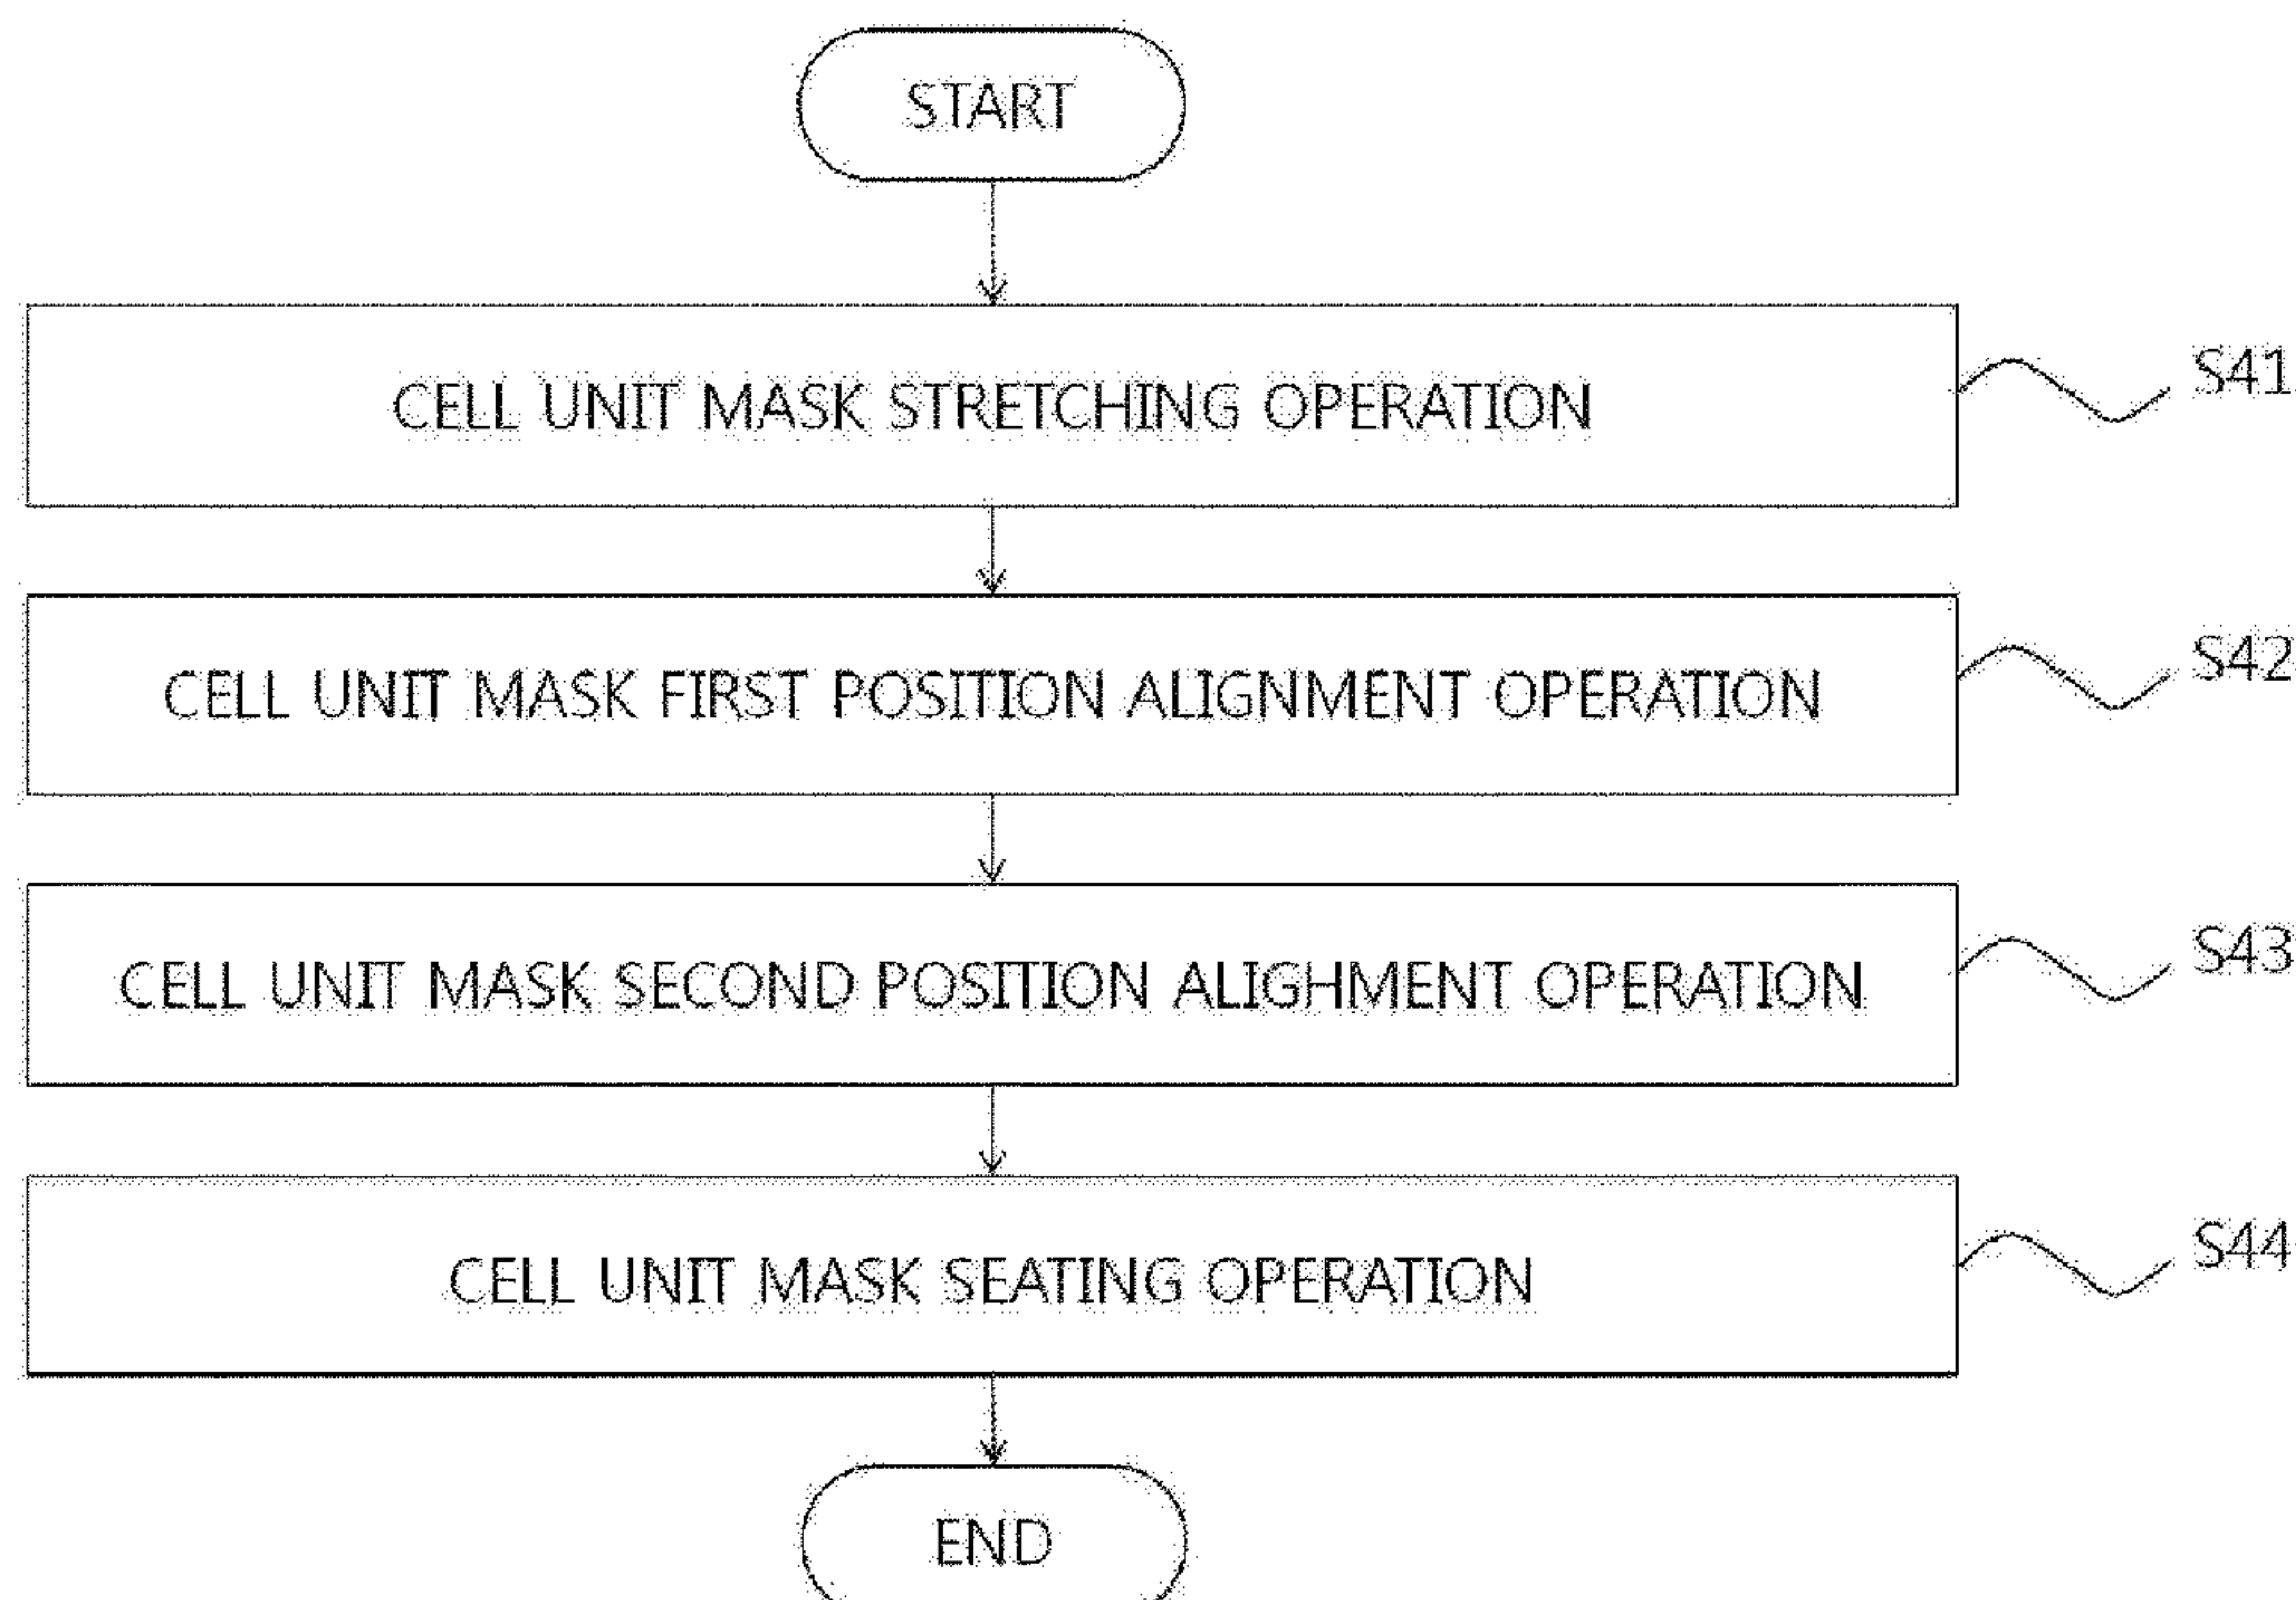 START
CELL UNIT MASK STRETCHING OPERATION
S41
CELL UNIT MASK FIRST POSITION ALIGNMENT OPERATION
S42
CELL UNIT MASK SECOND POSITION ALIGHMENT OPERATION
S43
CELL UNIT MASK SEATING OPERATION
S44
END